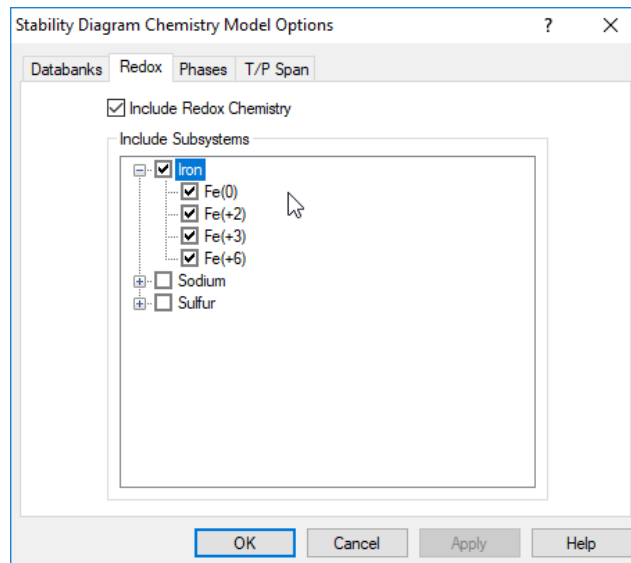 Stability Diagram Chemistry Model Options ? X
Databanks Redox Phases T/P Span
Include Redox Chemistry
Include Subsystems
Iron
Fe(0)
Fe(+2)
Fe(+3)
Fe(+6)
Sodium
Sulfur
OK Cancel Apply Help